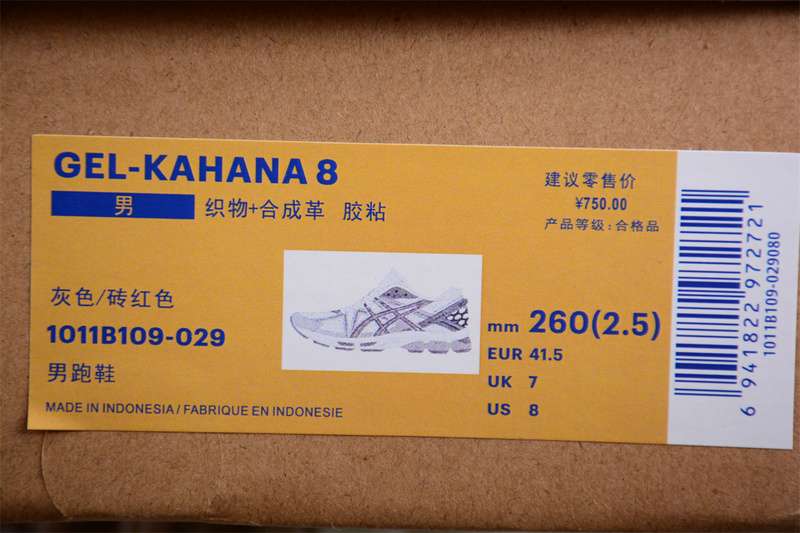 GEL-KAHANA 8
男
织物+合成革 胶粘
建议零售价
¥750.00
产品等级:合格品
灰色/砖红色
1011B109-029
男跑鞋
MADE IN INDONESIA / FABRIQUE EN INDONESIE
mm 260(2.5)
EUR 41.5
UK 7
US 8
6 941822 972721
1011B109-029080